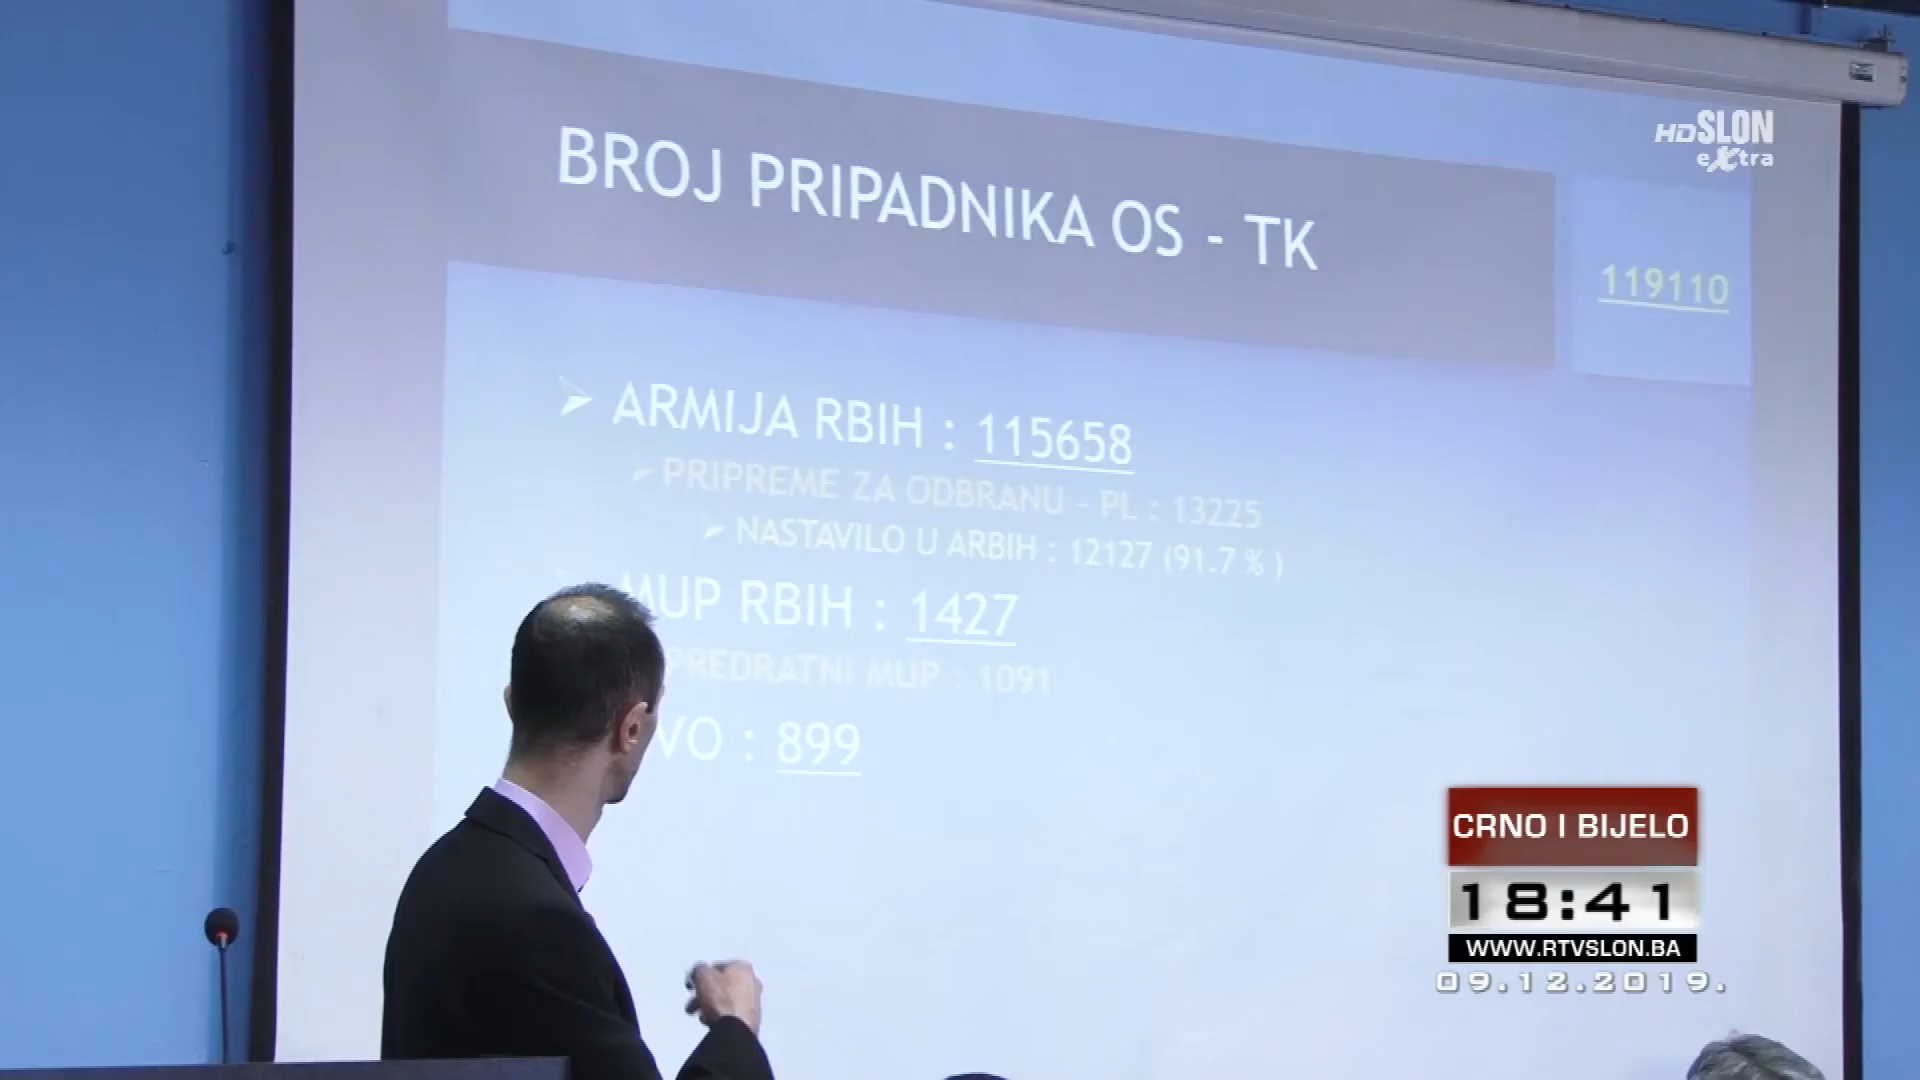 HD SLON
extra
BROJ PRIPADNIKA OS - TK
119110
ARMIJA RBIH : 115658
PRIPREME ZA ODBRANU - PL : 13225
NASTAVILO U ARBIH : 12127 (91.7 % )
MUP RBIH : 1427
PREDRATNI MUP : 1091
VO : 899
CRNO I BIJELO
18:41
WWW.RTVSLON.BA
09.12.2019.